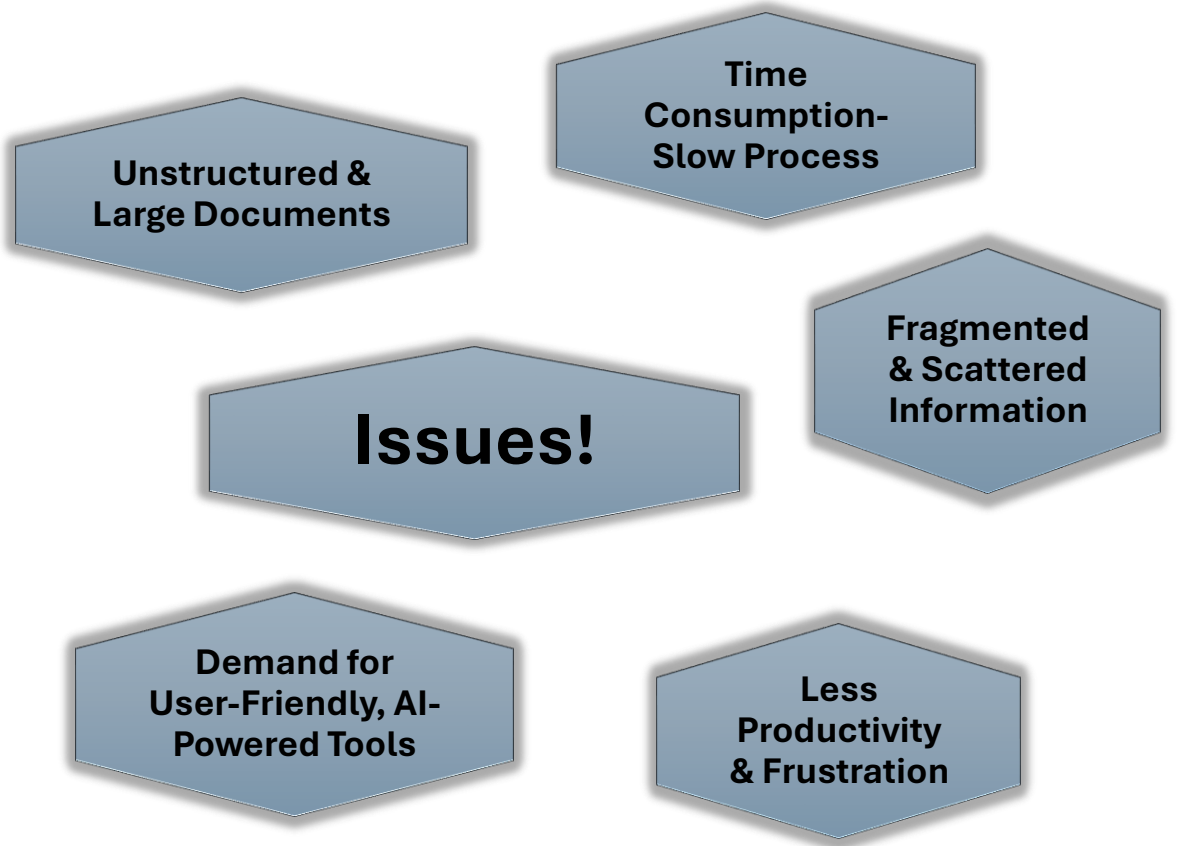 Time
Consumption-
Slow Process
Unstructured &
Large Documents
Fragmented
& Scattered
Information
Issues!
Demand for
User-Friendly, AI-
Powered Tools
Less
Productivity
& Frustration